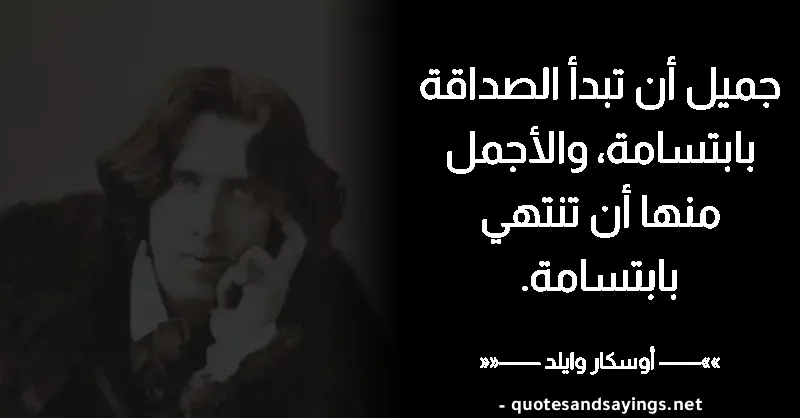 جميل أن تبدأ الصداقة
بابتسامة، والأجمل
منها أن تنتهي
بابتسامة.
»»—— أوسكار وايلد ——««
- quotesandsayings.net